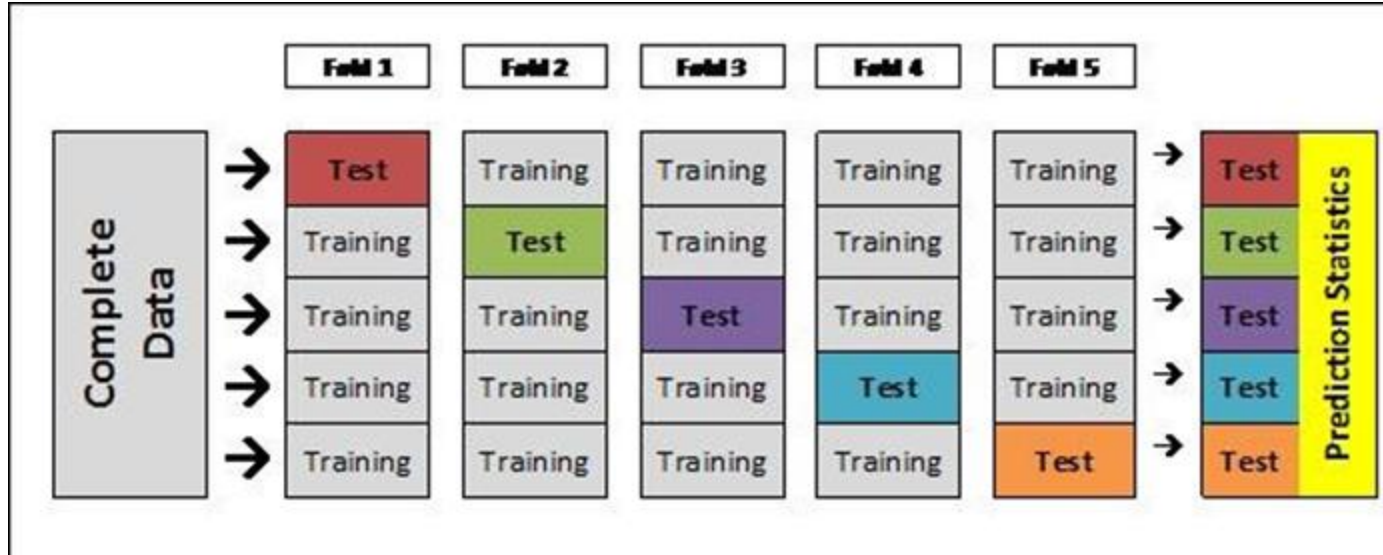 Fold 1 Fold 2 Fold 3 Fold 4 Fold 5
Complete
Data
Test Training Training Training Training Test
Training Test Training Training Training Test
Training Training Test Training Training Test
Training Training Training Test Training Test
Training Training Training Training Test Test
Prediction Statistics